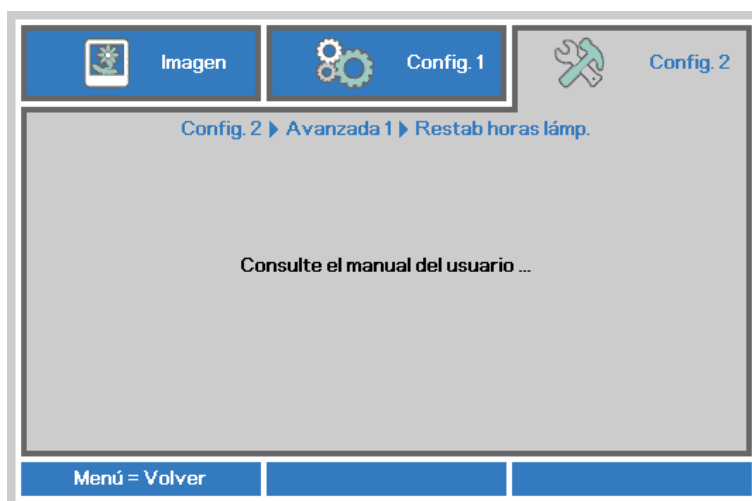 Imagen
Config. 1
Config. 2
Config. 2 ▶ Avanzada 1 ▶ Restab horas lámp.
Consulte el manual del usuario ...
Menú = Volver